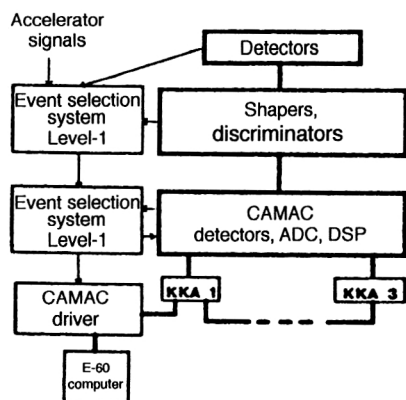 Accelerator
signals
Detectors
Event selection
system
Level-1
Shapers,
discriminators
Event selection
system
Level-1
CAMAC
detectors, ADC, DSP
CAMAC
driver
KKA 1
KKA 3
E-60
computer